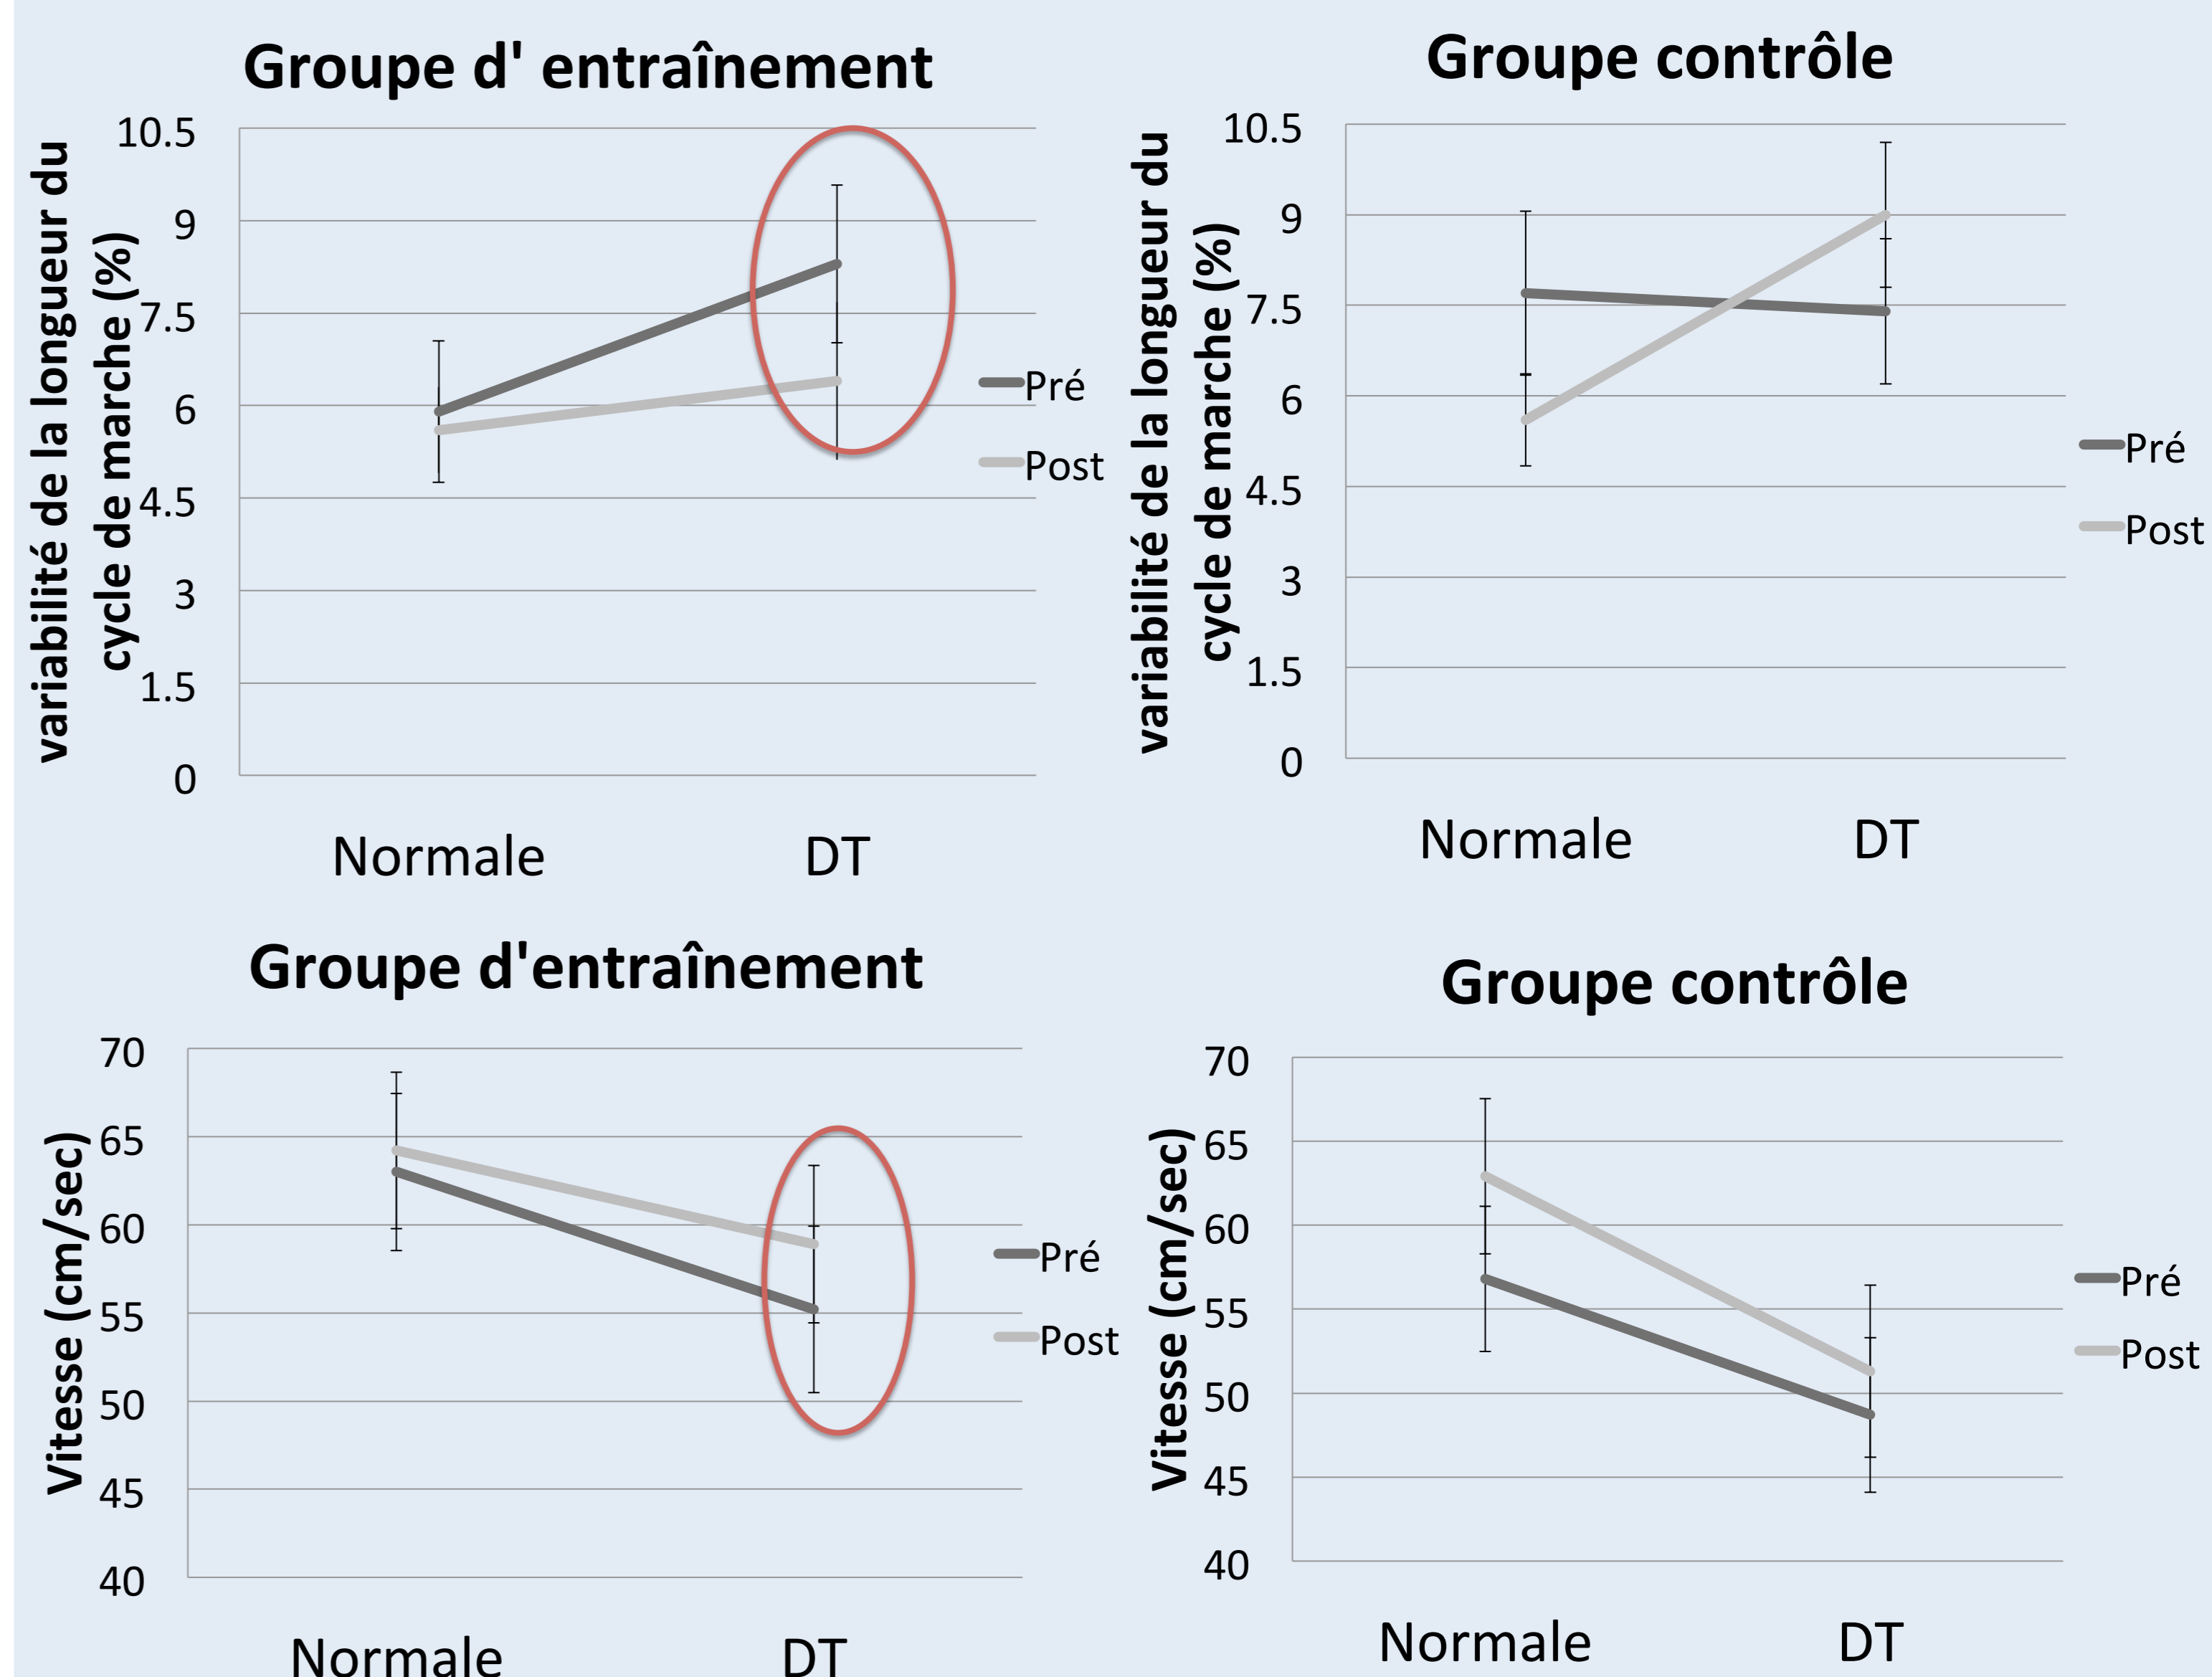 Groupe d' entraînement
variabilité de la longueur du
cycle de marche (%)
10.5
9
7.5
6
4.5
3
1.5
0
Normale DT
Pré
Post
Groupe contrôle
variabilité de la longueur du
cycle de marche (%)
10.5
9
7.5
6
4.5
3
1.5
0
Normale DT
Pré
Post
Groupe d'entraînement
Vitesse (cm/sec)
70
65
60
55
50
45
40
Normale DT
Pré
Post
Groupe contrôle
Vitesse (cm/sec)
70
65
60
55
50
45
40
Normale DT
Pré
Post